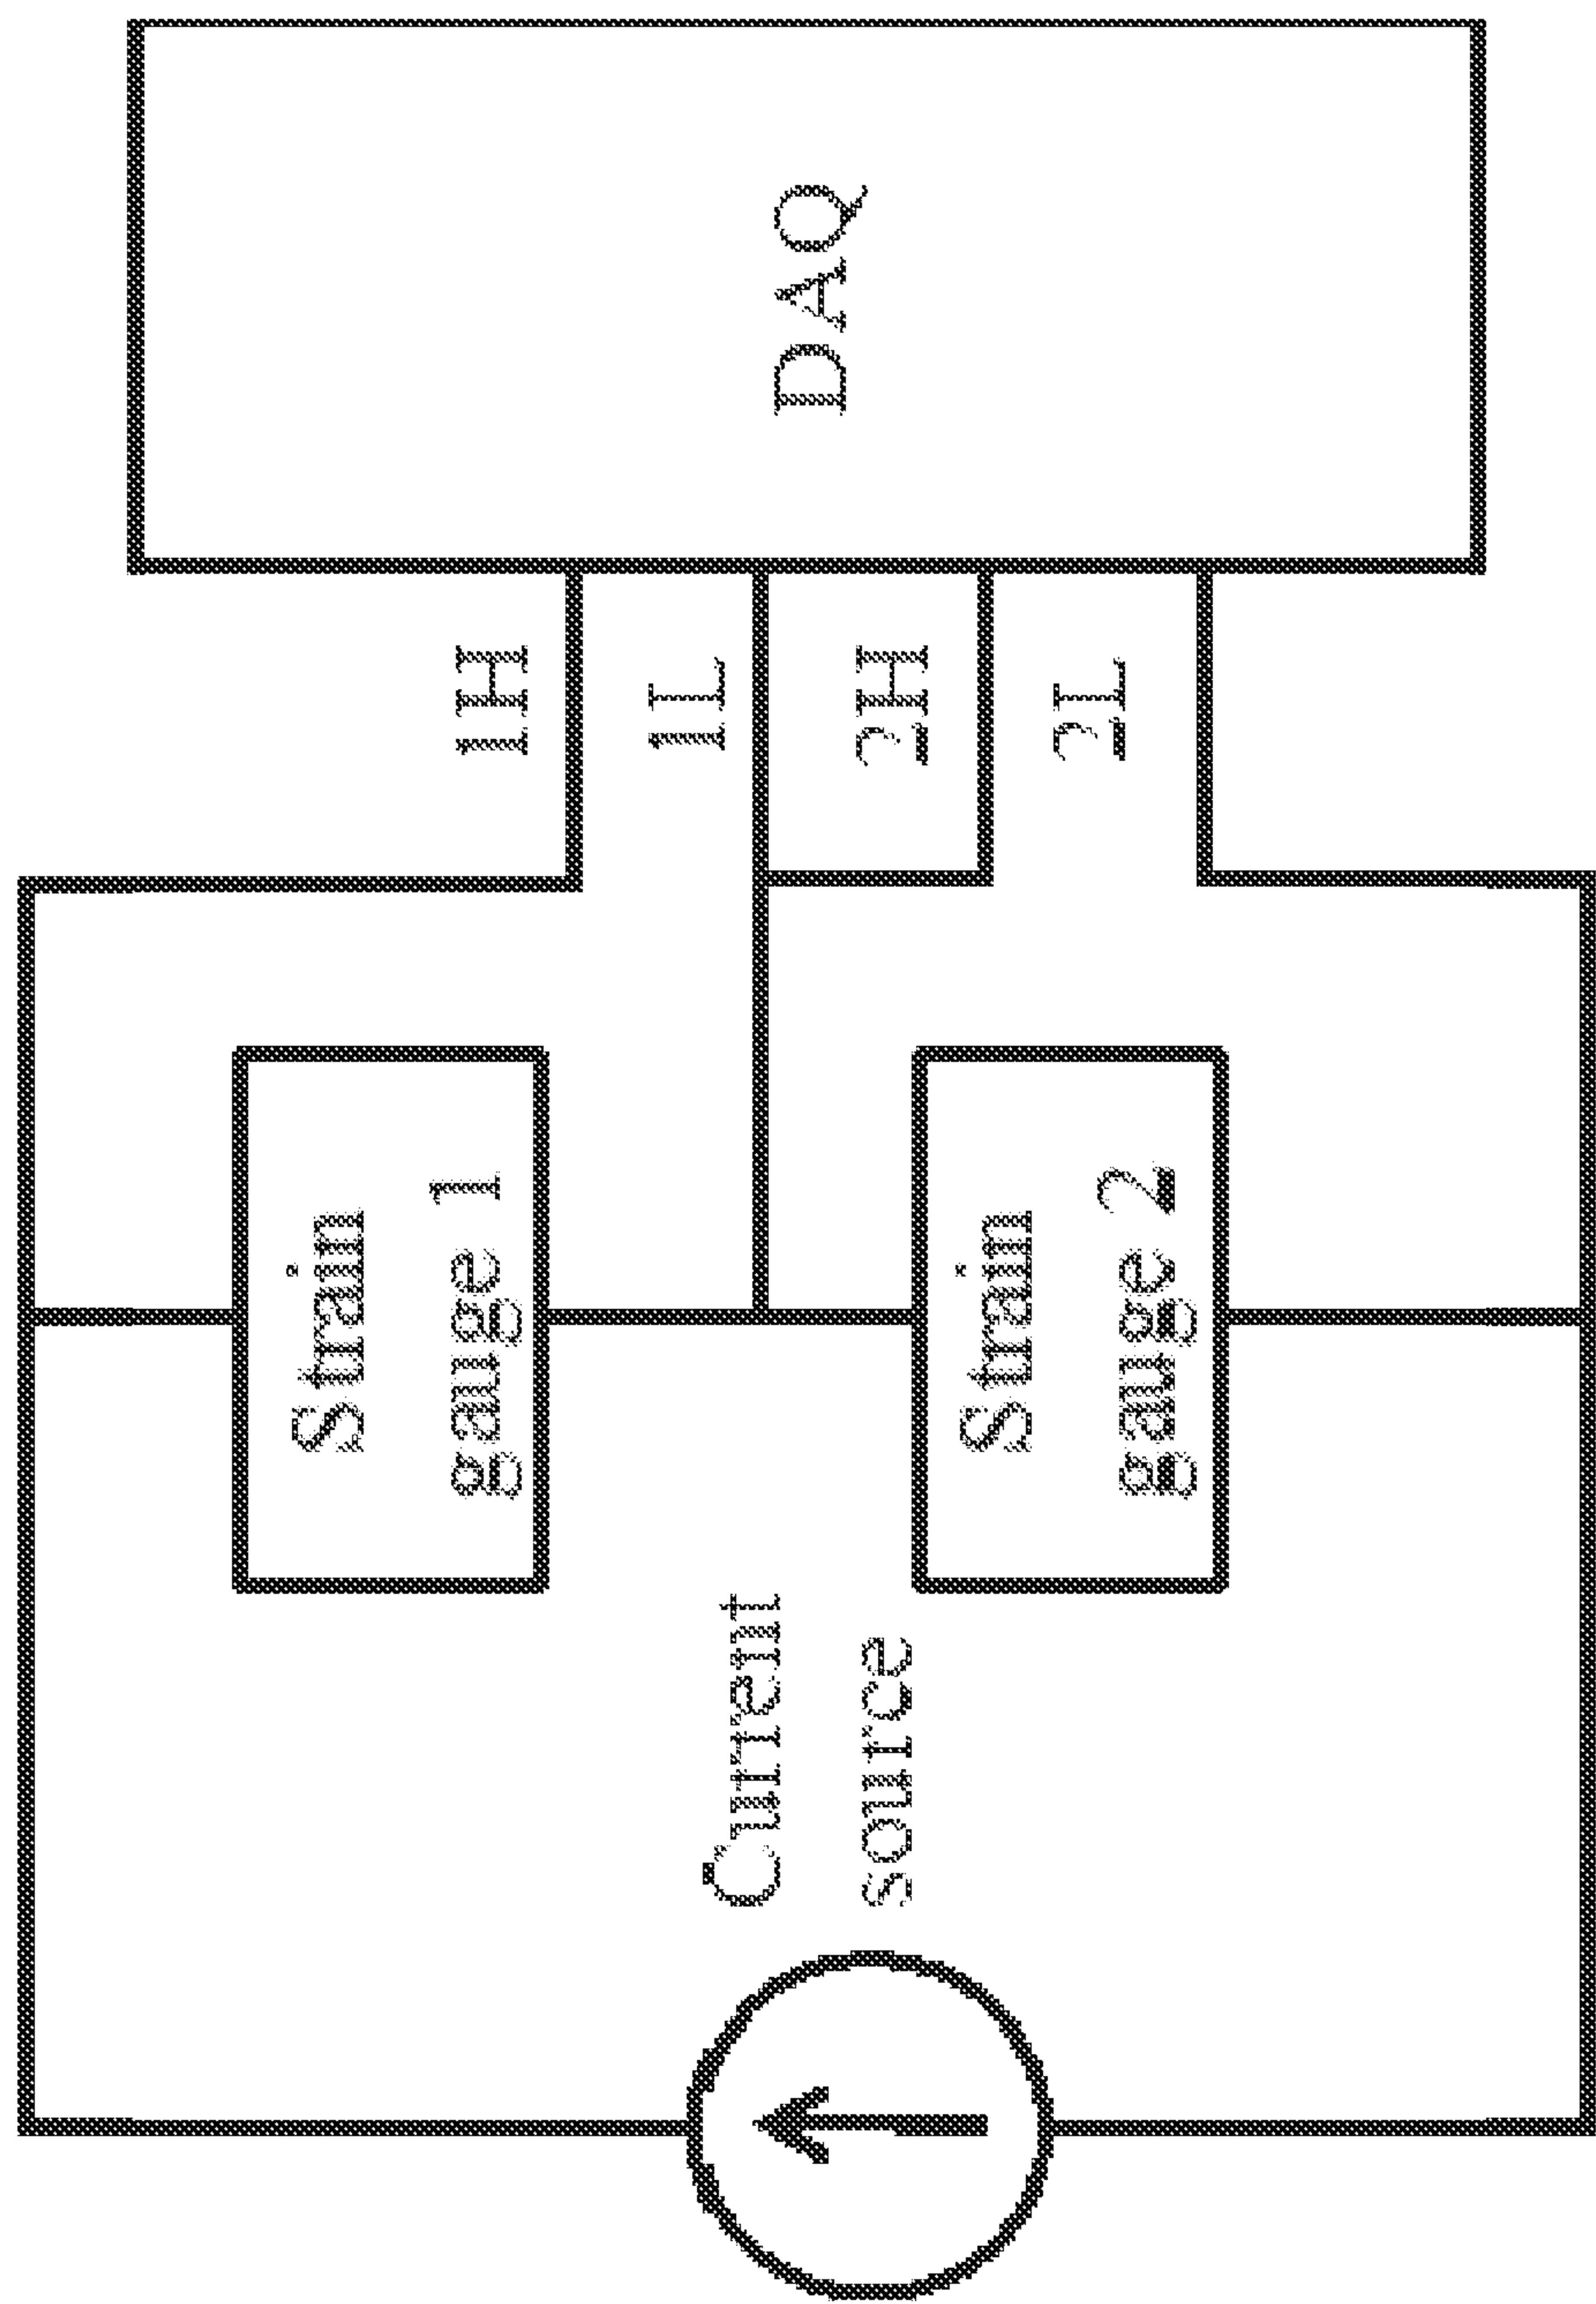 Current
source
Strain
gauge 1
Strain
gauge 2
1H
1L
2H
2L
DAQ